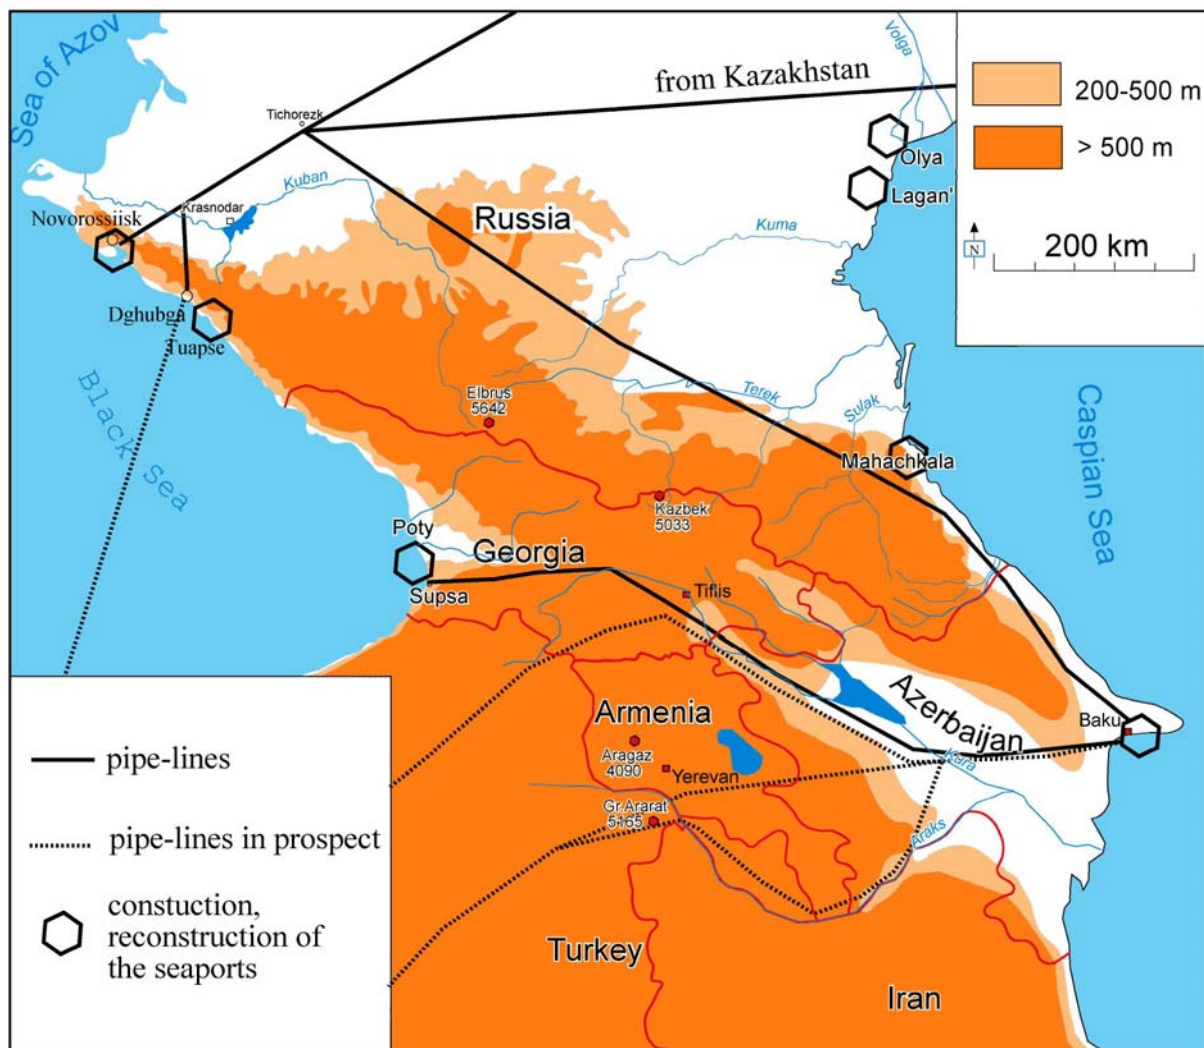 Sea of Azov
Volga
from Kazakhstan
200-500 m
> 500 m
Tichorezk
Olya
Lagan'
Kuban
Krasnodar
Novorossiisk
Russia
Kuma
N
200 km
Dghubga
Tuapse
Black Sea
Elbrus
5642
Terek
Sulak
Caspian Sea
Mahachkala
Kazbek
5033
Poty
Georgia
Supsa
Tiflis
Azerbaijan
Baku
Armenia
Aragaz
4090
Yerevan
Kara
Gr.Ararat
5165
Araks
pipe-lines
pipe-lines in prospect
constuction,
reconstruction of
the seaports
Turkey
Iran